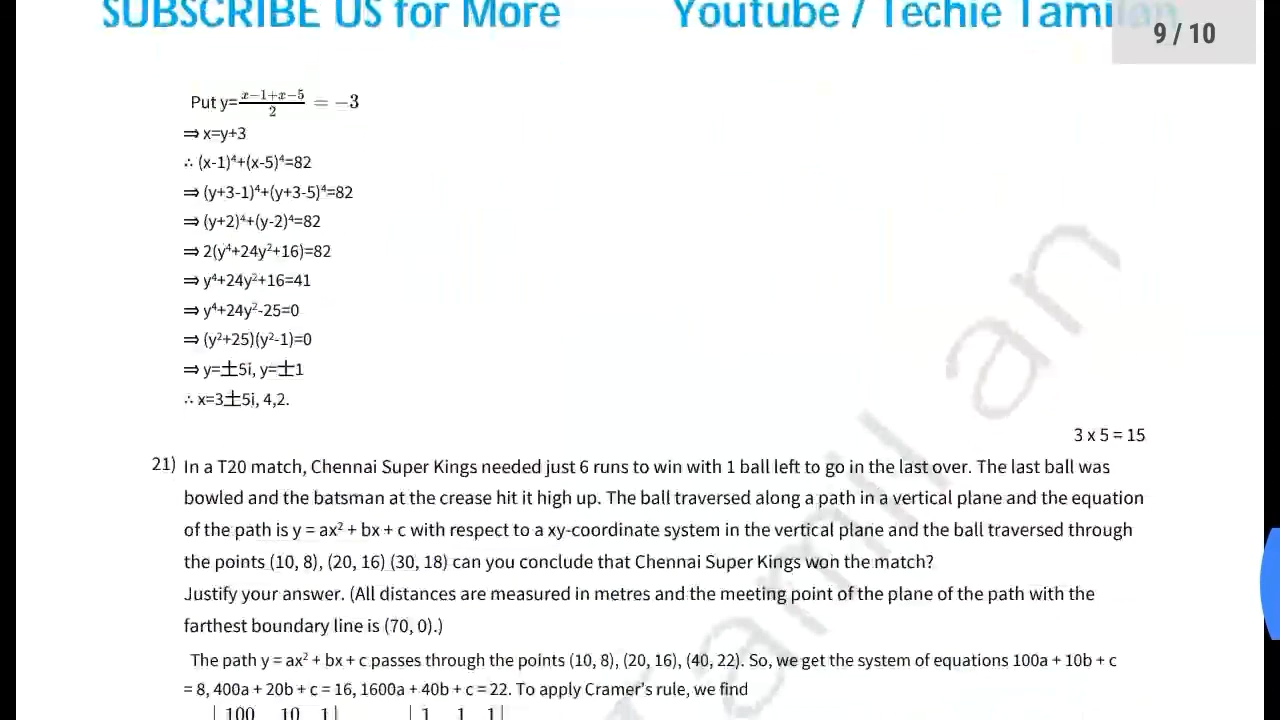 SUBSCRIBE US for More Youtube / Techie Tamilan
9 / 10
Put y=\frac{x-1+x-5}{2} = -3
⇒ x=y+3
∴ (x-1)⁴+(x-5)⁴=82
⇒ (y+3-1)⁴+(y+3-5)⁴=82
⇒ (y+2)⁴+(y-2)⁴=82
⇒ 2(y⁴+24y²+16)=82
⇒ y⁴+24y²+16=41
⇒ y⁴+24y²-25=0
⇒ (y²+25)(y²-1)=0
⇒ y=±5i, y=±1
∴ x=3±5i, 4,2.
3 x 5 = 15
21) In a T20 match, Chennai Super Kings needed just 6 runs to win with 1 ball left to go in the last over. The last ball was
bowled and the batsman at the crease hit it high up. The ball traversed along a path in a vertical plane and the equation
of the path is y = ax² + bx + c with respect to a xy-coordinate system in the vertical plane and the ball traversed through
the points (10, 8), (20, 16) (30, 18) can you conclude that Chennai Super Kings won the match?
Justify your answer. (All distances are measured in metres and the meeting point of the plane of the path with the
farthest boundary line is (70, 0).)
The path y = ax² + bx + c passes through the points (10, 8), (20, 16), (40, 22). So, we get the system of equations 100a + 10b + c
= 8, 400a + 20b + c = 16, 1600a + 40b + c = 22. To apply Cramer's rule, we find
| 100 10 1 | | 1 1 1 |
amil an